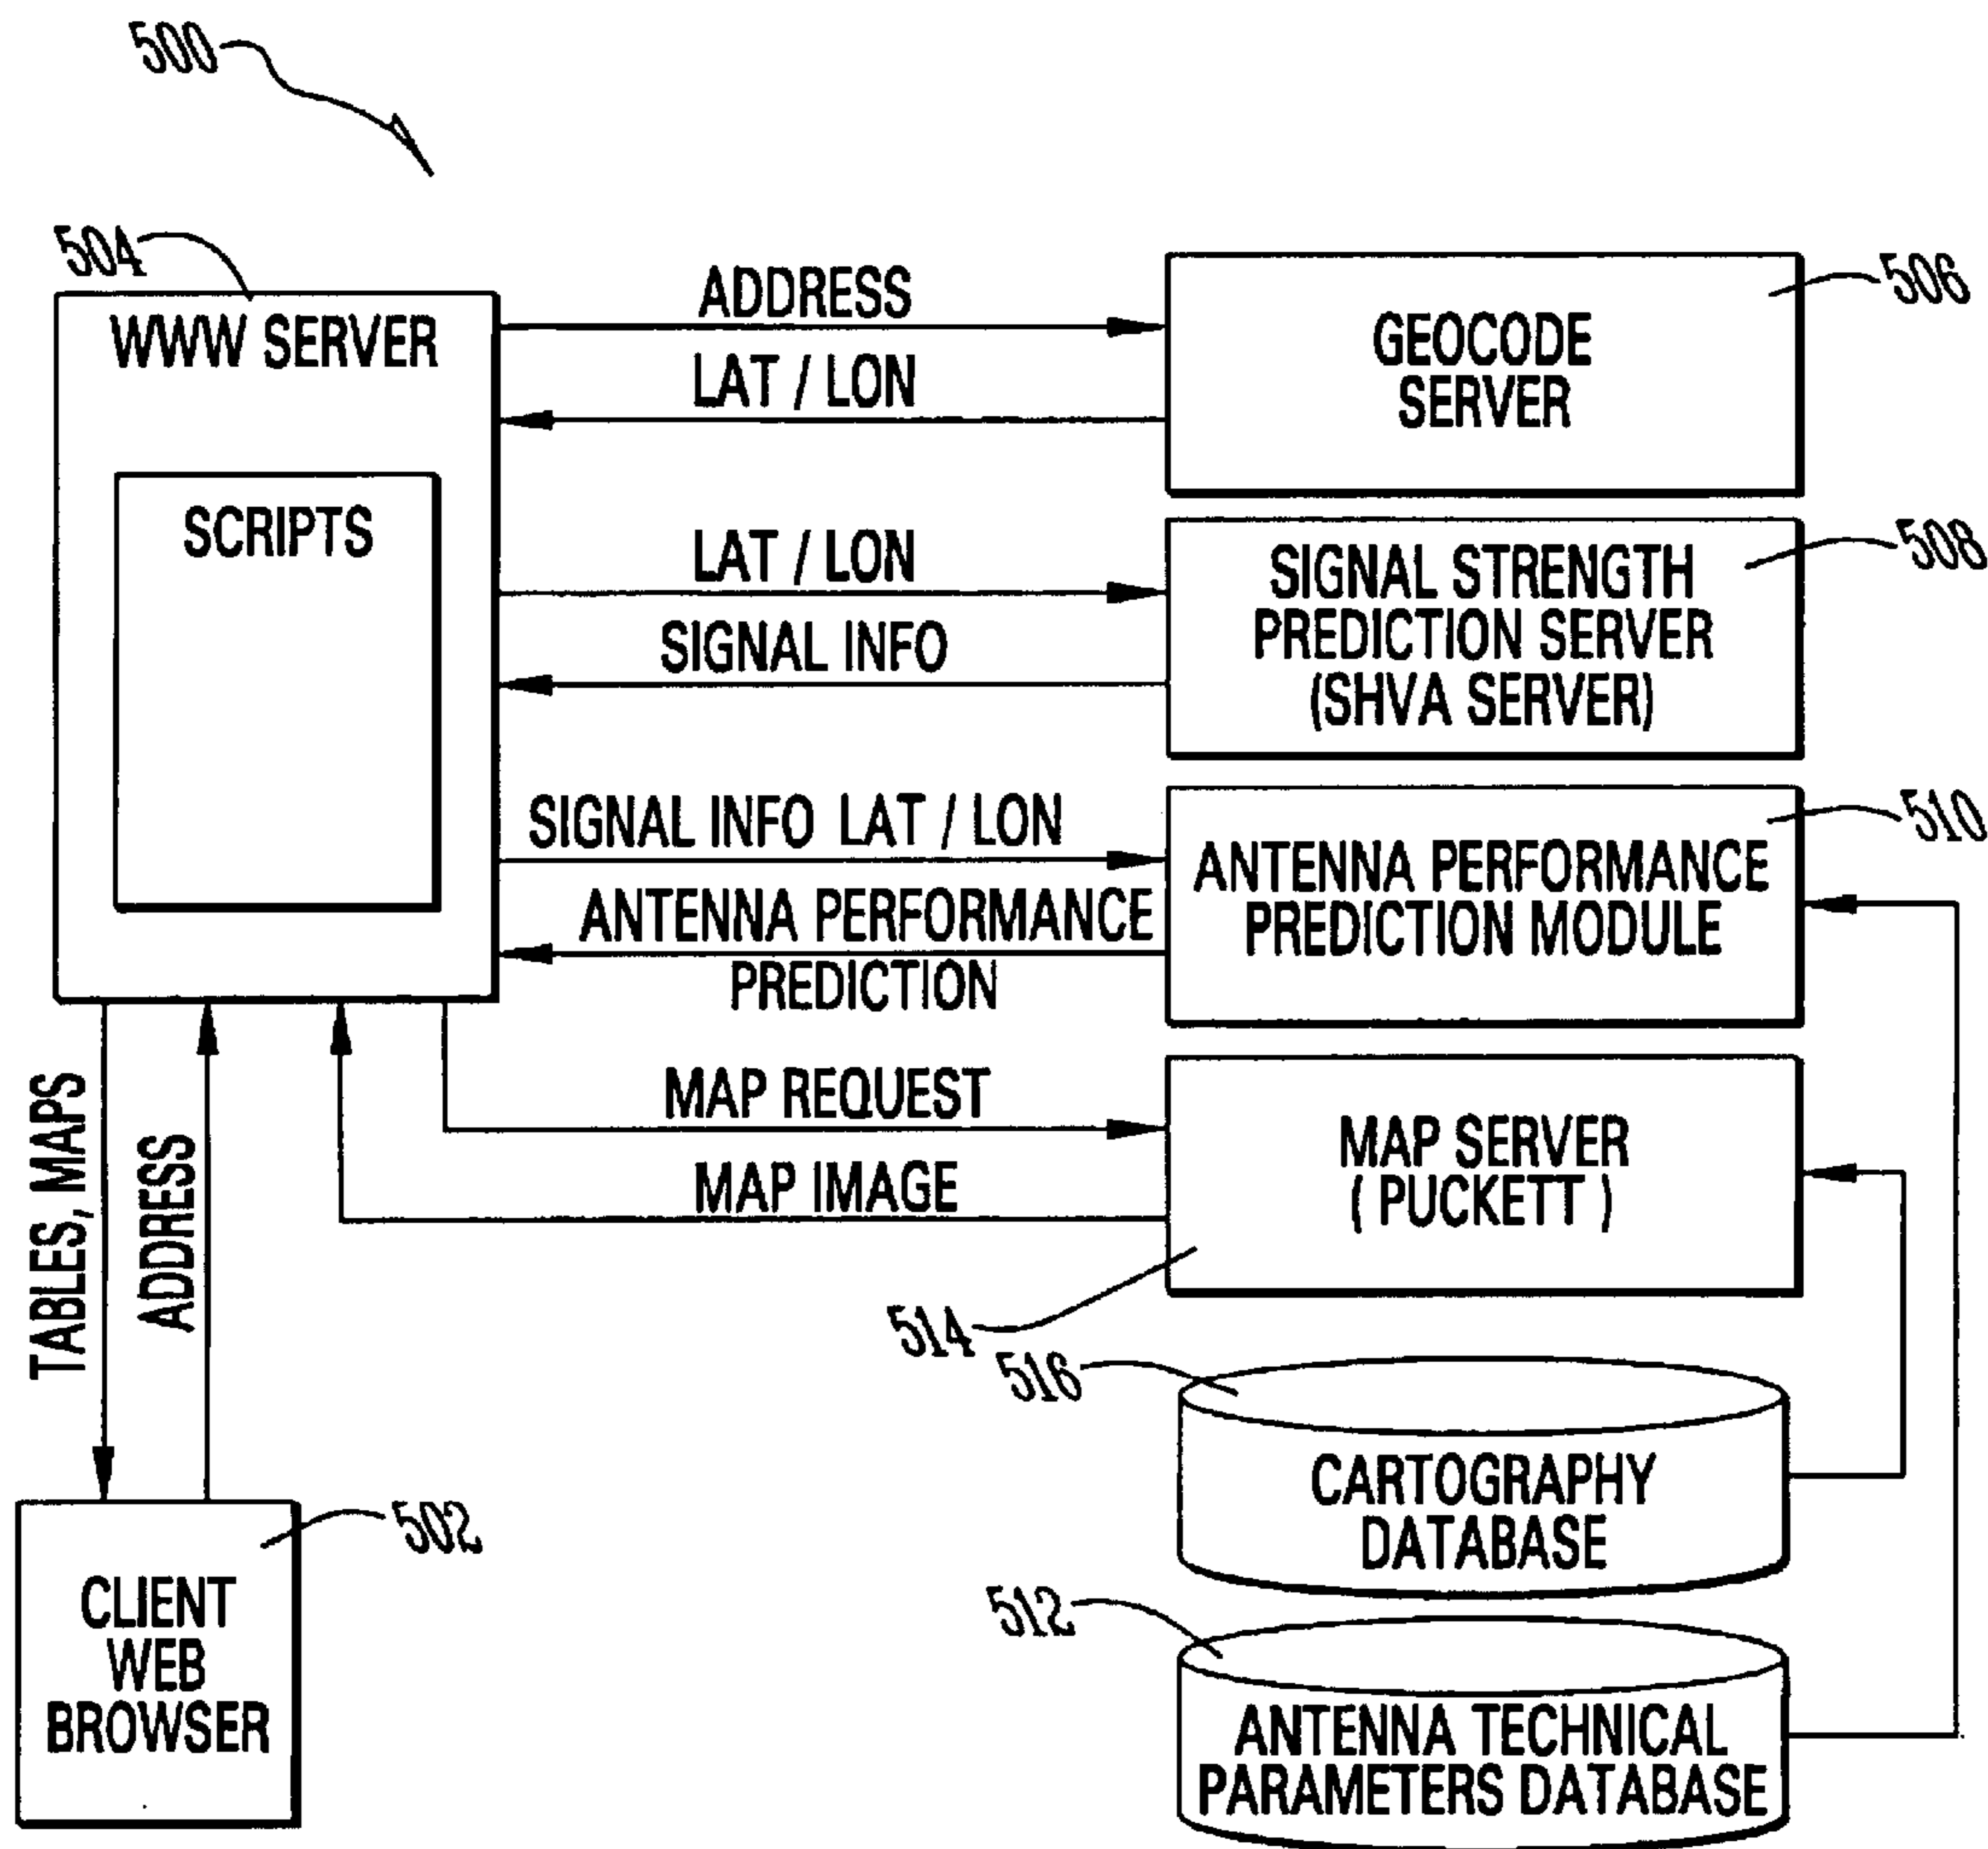 500
504
WWW SERVER
SCRIPTS
ADDRESS
LAT / LON
GEOCODE
SERVER
506
LAT / LON
SIGNAL INFO
SIGNAL STRENGTH
PREDICTION SERVER
(SHVA SERVER)
508
SIGNAL INFO LAT / LON
ANTENNA PERFORMANCE
PREDICTION
ANTENNA PERFORMANCE
PREDICTION MODULE
510
MAP REQUEST
MAP IMAGE
MAP SERVER
( PUCKETT )
514
TABLES, MAPS
ADDRESS
516
CARTOGRAPHY
DATABASE
502
CLIENT
WEB
BROWSER
512
ANTENNA TECHNICAL
PARAMETERS DATABASE